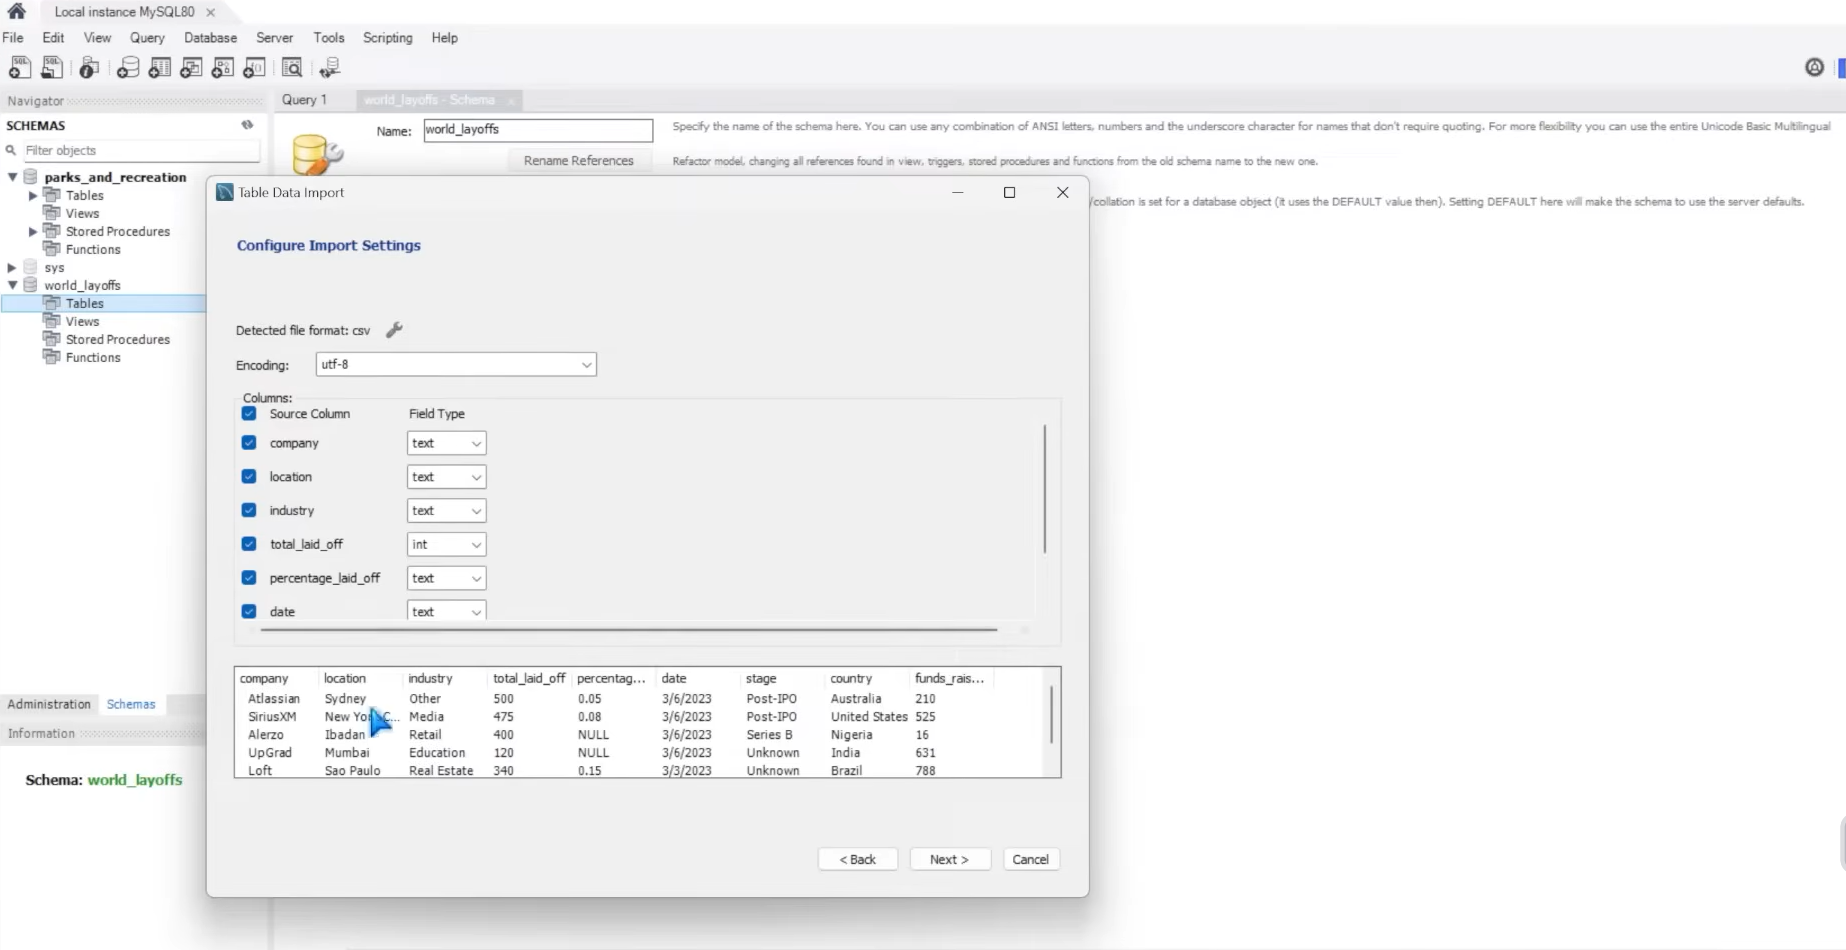 Local instance MySQL80
File Edit View Query Database Server Tools Scripting Help
Navigator
SCHEMAS
Filter objects
parks_and_recreation
Tables
Views
Stored Procedures
Functions
sys
world_layoffs
Tables
Views
Stored Procedures
Functions
Administration Schemas
Information
Schema: world_layoffs
Query 1 world_layoffs - Schema
Name: world_layoffs Specify the name of the schema here. You can use any combination of ANSI letters, numbers and the underscore character for names that don't require quoting. For more flexibility you can use the entire Unicode Basic Multilingual
Rename References Refactor model, changing all references found in view, triggers, stored procedures and functions from the old schema name to the new one.
/collation is set for a database object (it uses the DEFAULT value then). Setting DEFAULT here will make the schema to use the server defaults.
Table Data Import
Configure Import Settings
Detected file format: csv
Encoding: utf-8
Columns:
Source Column Field Type
company text
location text
industry text
total_laid_off int
percentage_laid_off text
date text
company location industry total_laid_off percentag... date stage country funds_rais...
Atlassian Sydney Other 500 0.05 3/6/2023 Post-IPO Australia 210
SiriusXM New York C... Media 475 0.08 3/6/2023 Post-IPO United States 525
Alerzo Ibadan Retail 400 NULL 3/6/2023 Series B Nigeria 16
UpGrad Mumbai Education 120 NULL 3/6/2023 Unknown India 631
Loft Sao Paulo Real Estate 340 0.15 3/3/2023 Unknown Brazil 788
< Back Next > Cancel